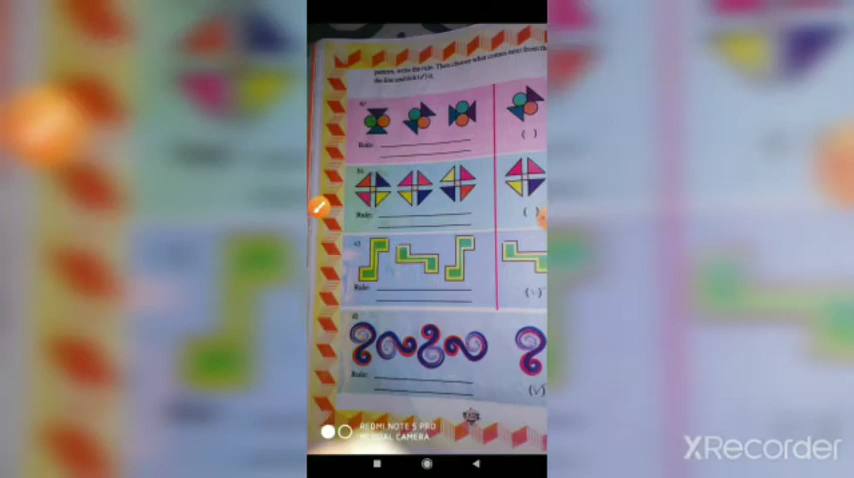 pattern, write the rule. Then choose what comes next from th
the line and tick (✓) it.
a)
Rule:
( )
b)
Rule:
( )
c)
Rule:
d)
Rule:
(✓)
REDMI NOTE 5 PRO
MI DUAL CAMERA
XRecorder